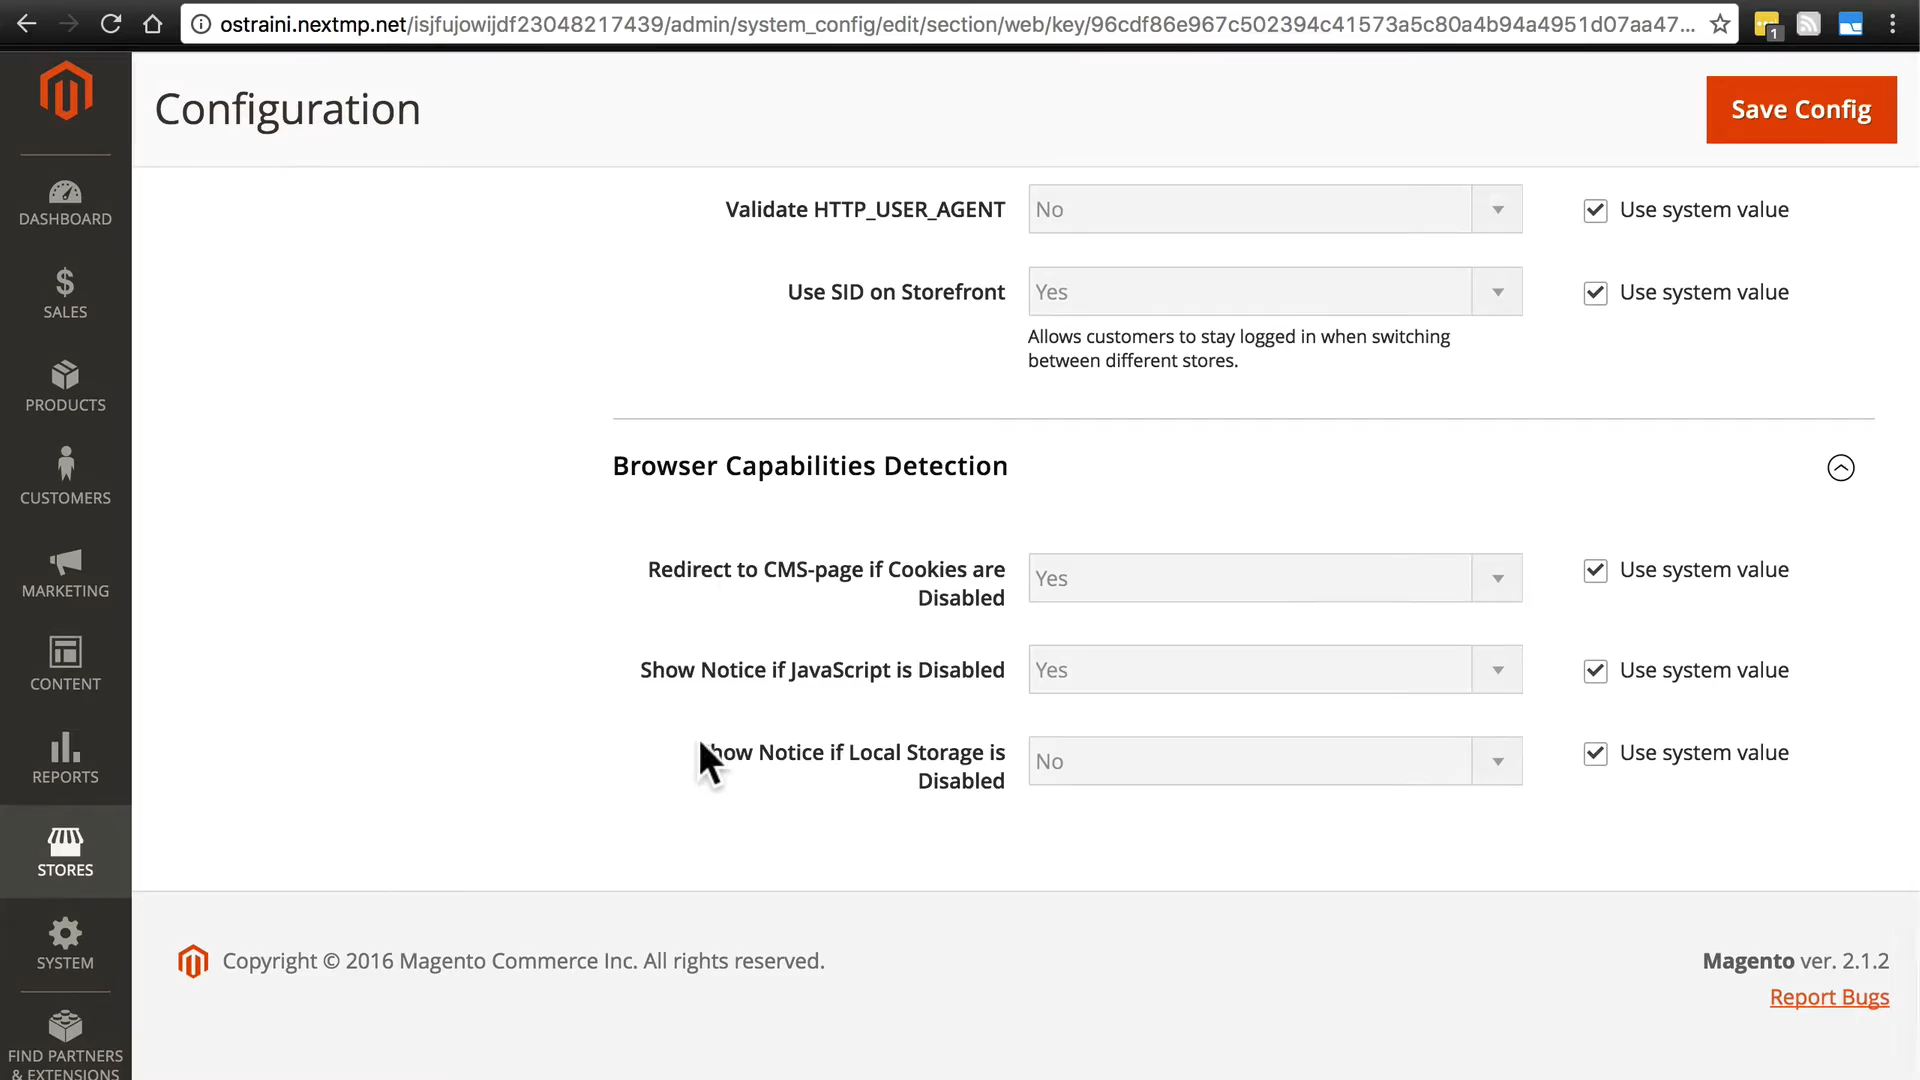 ostraini.nextmp.net/isjfujowijdf23048217439/admin/system_config/edit/section/web/key/96cdf86e967c502394c41573a5c80a4b94a4951d07aa47...
1
Configuration
Save Config
DASHBOARD
SALES
PRODUCTS
CUSTOMERS
MARKETING
CONTENT
REPORTS
STORES
SYSTEM
FIND PARTNERS
& EXTENSIONS
Validate HTTP_USER_AGENT
No
Use system value
Use SID on Storefront
Yes
Use system value
Allows customers to stay logged in when switching
between different stores.
Browser Capabilities Detection
Redirect to CMS-page if Cookies are
Disabled
Yes
Use system value
Show Notice if JavaScript is Disabled
Yes
Use system value
Show Notice if Local Storage is
Disabled
No
Use system value
Copyright © 2016 Magento Commerce Inc. All rights reserved.
Magento ver. 2.1.2
Report Bugs